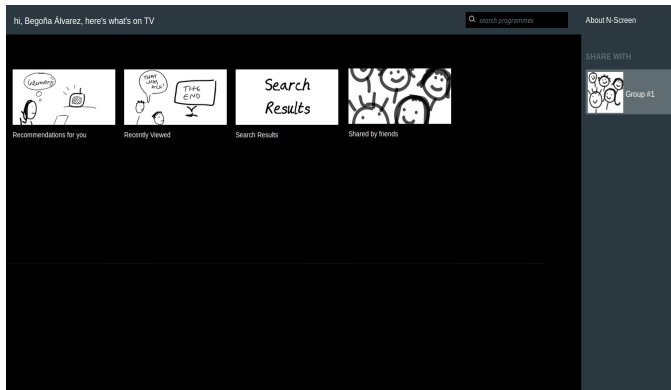 hi, Begoña Álvarez, here's what's on TV
search programmes
About N-Screen
SHARE WITH
Group #1
Interesting
THAT WAS NICE!
THE END
Search
Results
Recommendations for you
Recently Viewed
Search Results
Shared by friends